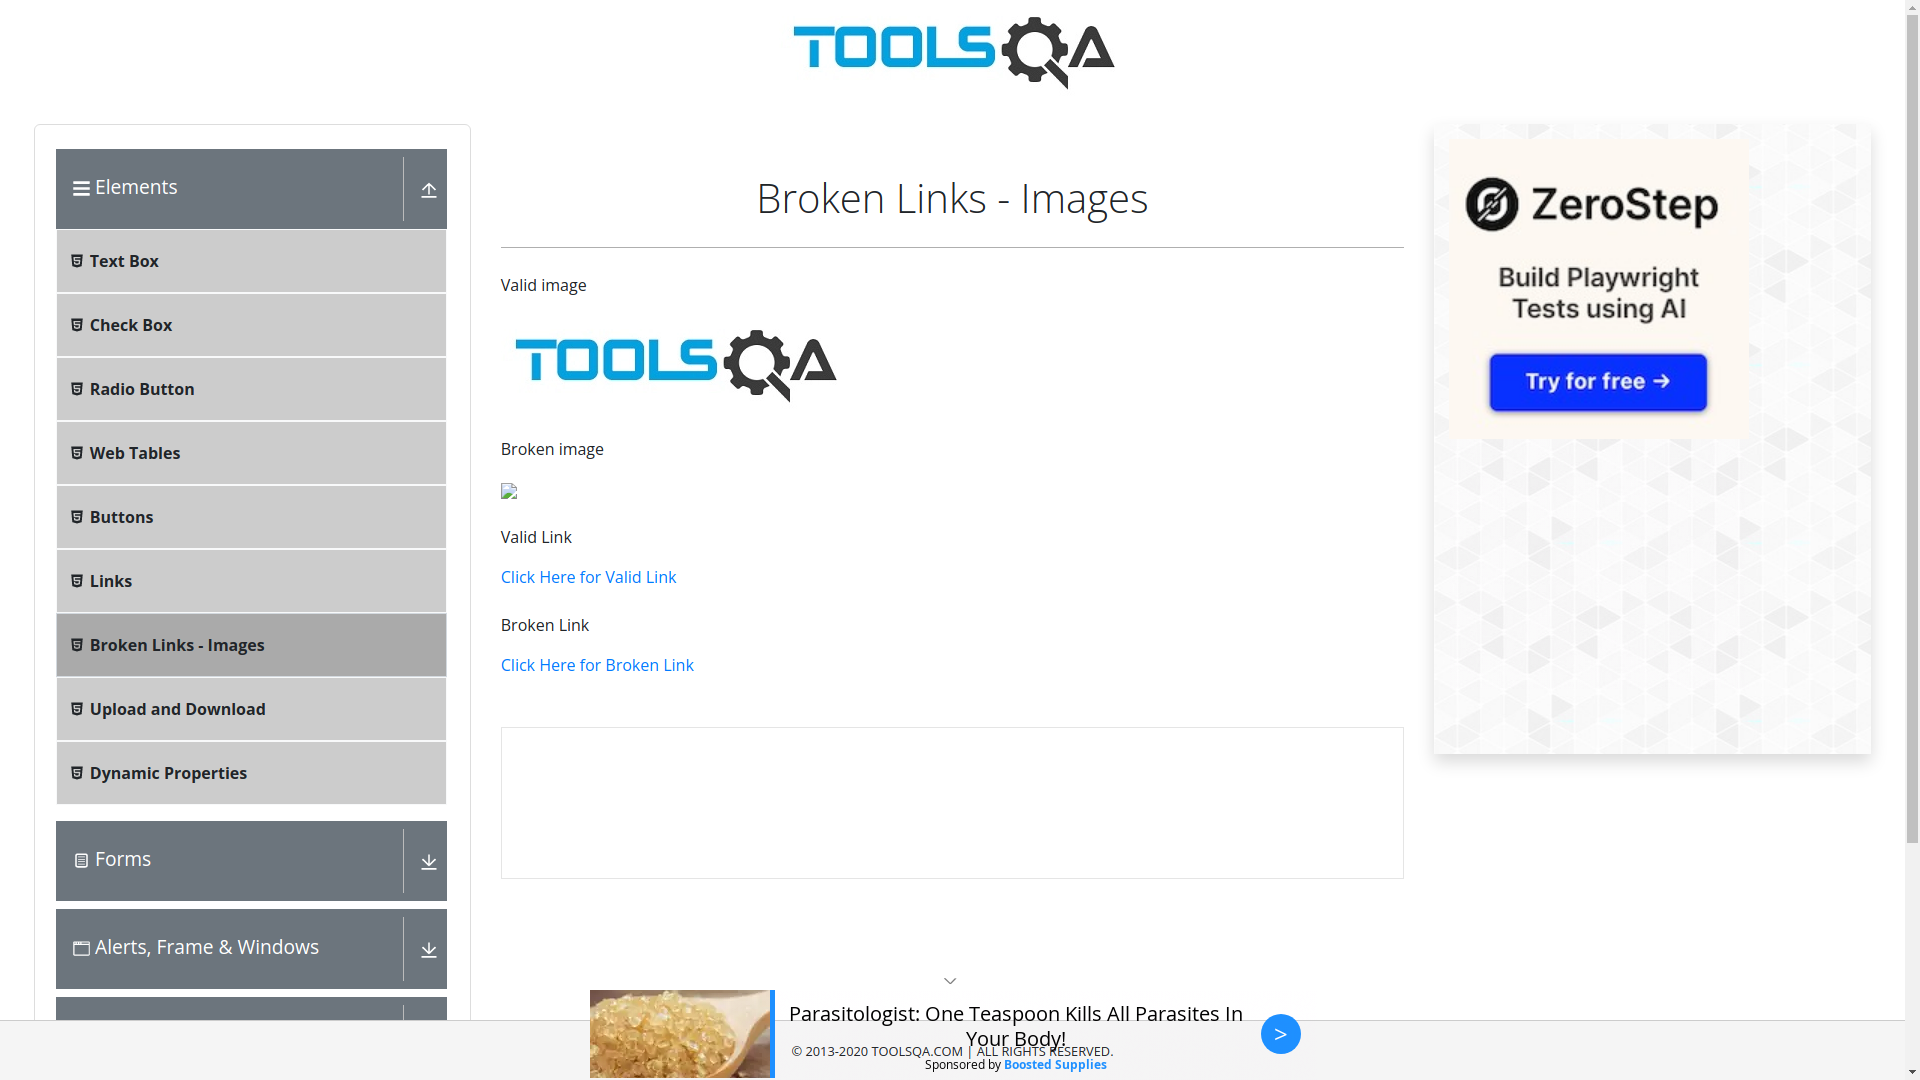 TOOLSQA
Elements
Text Box
Check Box
Radio Button
Web Tables
Buttons
Links
Broken Links - Images
Upload and Download
Dynamic Properties
Forms
Alerts, Frame & Windows
Broken Links - Images
Valid image
TOOLSQA
Broken image
Valid Link
Click Here for Valid Link
Broken Link
Click Here for Broken Link
ZeroStep
Build Playwright
Tests using AI
Try for free →
Parasitologist: One Teaspoon Kills All Parasites In
Your Body!
>
© 2013-2020 TOOLSQA.COM | ALL RIGHTS RESERVED.
Sponsored by Boosted Supplies